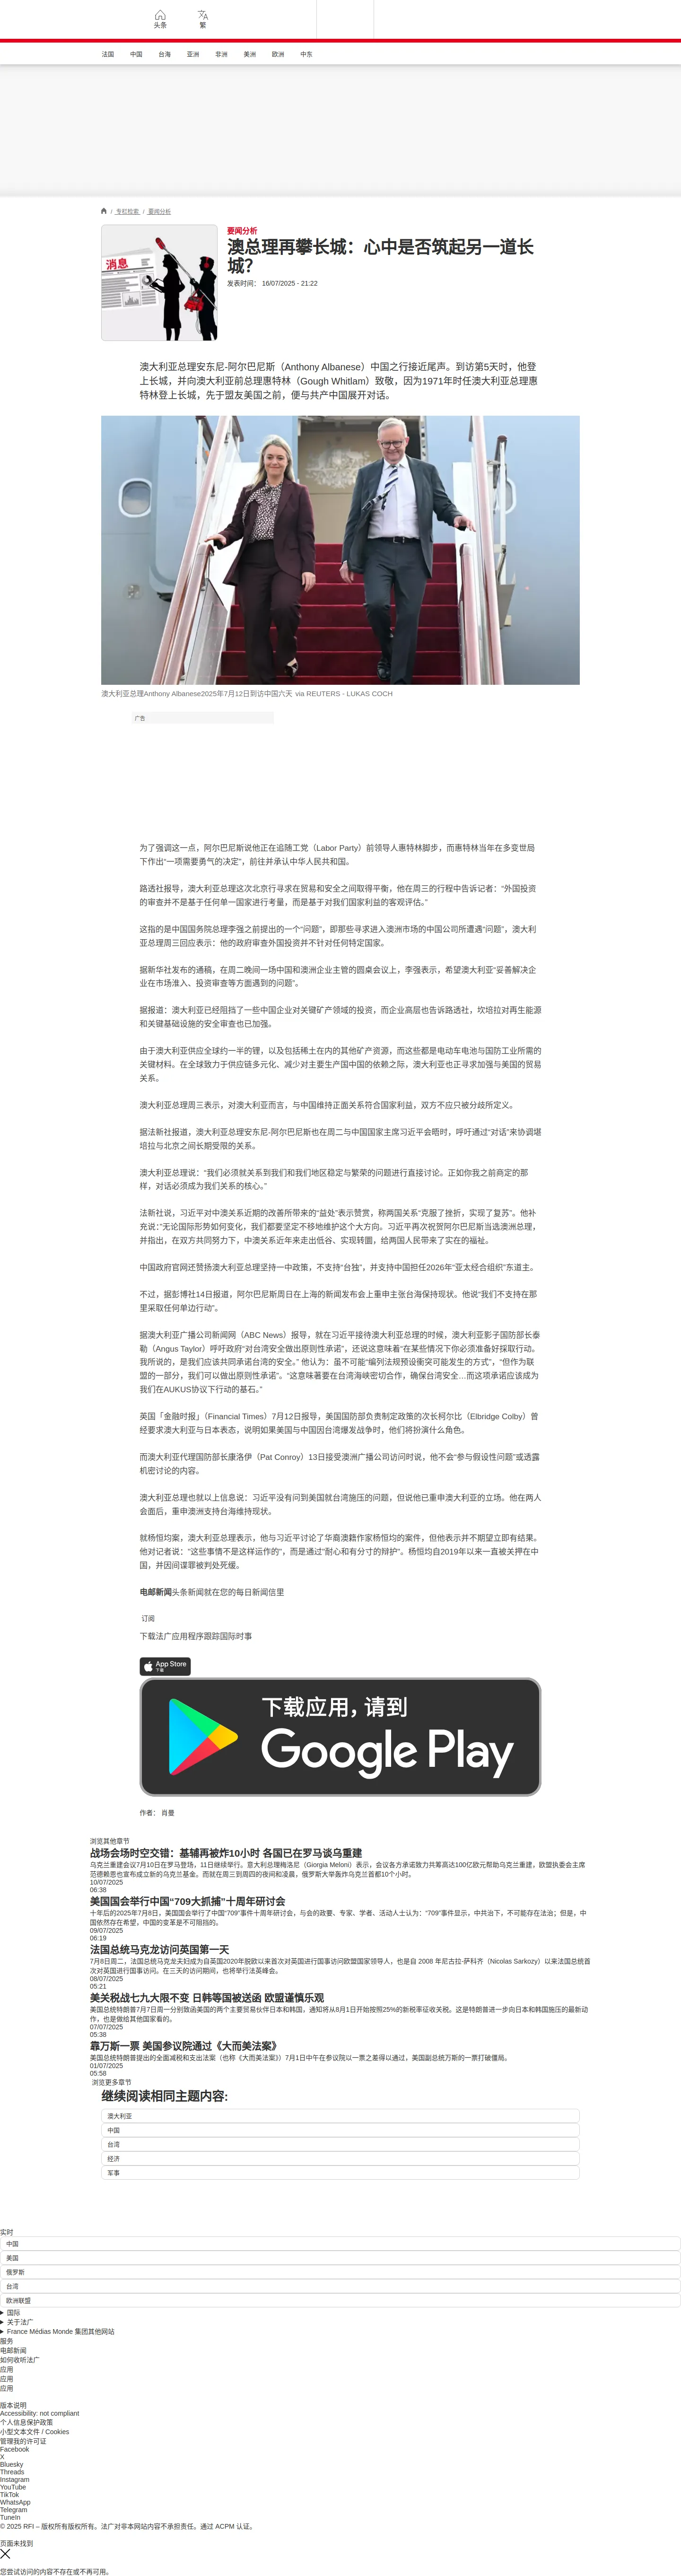 头条
繁
法国 中国 台海 亚洲 非洲 美洲 欧洲 中东
/ 专栏检索 / 要闻分析
消息
要闻分析
澳总理再攀长城：心中是否筑起另一道长
城？
发表时间： 16/07/2025 - 21:22
澳大利亚总理安东尼-阿尔巴尼斯（Anthony Albanese）中国之行接近尾声。到访第5天时，他登
上长城，并向澳大利亚前总理惠特林（Gough Whitlam）致敬，因为1971年时任澳大利亚总理惠
特林登上长城，先于盟友美国之前，便与共产中国展开对话。
澳大利亚总理Anthony Albanese2025年7月12日到访中国六天 via REUTERS - LUKAS COCH
广告
为了强调这一点，阿尔巴尼斯说他正在追随工党（Labor Party）前领导人惠特林脚步，而惠特林当年在多变世局
下作出“一项需要勇气的决定”，前往并承认中华人民共和国。
路透社报导，澳大利亚总理这次北京行寻求在贸易和安全之间取得平衡，他在周三的行程中告诉记者：“外国投资
的审查并不是基于任何单一国家进行考量，而是基于对我们国家利益的客观评估。”
这指的是中国国务院总理李强之前提出的一个“问题”，即那些寻求进入澳洲市场的中国公司所遭遇“问题”，澳大利
亚总理周三回应表示：他的政府审查外国投资并不针对任何特定国家。
据新华社发布的通稿，在周二晚间一场中国和澳洲企业主管的圆桌会议上，李强表示，希望澳大利亚“妥善解决企
业在市场淮入、投资审查等方面遇到的问题”。
据报道：澳大利亚已经阻挡了一些中国企业对关键矿产领域的投资，而企业高层也告诉路透社，坎培拉对再生能源
和关键基础设施的安全审查也已加强。
由于澳大利亚供应全球约一半的锂，以及包括稀土在内的其他矿产资源，而这些都是电动车电池与国防工业所需的
关键材料。在全球致力于供应链多元化、减少对主要生产国中国的依赖之际，澳大利亚也正寻求加强与美国的贸易
关系。
澳大利亚总理周三表示，对澳大利亚而言，与中国维持正面关系符合国家利益，双方不应只被分歧所定义。
据法新社报道，澳大利亚总理安东尼-阿尔巴尼斯也在周二与中国国家主席习近平会晤时，呼吁通过“对话”来协调堪
培拉与北京之间长期受限的关系。
澳大利亚总理说：“我们必须就关系到我们和我们地区稳定与繁荣的问题进行直接讨论。正如你我之前商定的那
样，对话必须成为我们关系的核心。”
法新社说，习近平对中澳关系近期的改善所带来的“益处”表示赞赏，称两国关系“克服了挫折，实现了复苏”。他补
充说：”无论国际形势如何变化，我们都要坚定不移地维护这个大方向。习近平再次祝贺阿尔巴尼斯当选澳洲总理，
并指出，在双方共同努力下，中澳关系近年来走出低谷、实现转圜，给两国人民带来了实在的福祉。
中国政府官网还赞扬澳大利亚总理坚持一中政策，不支持“台独”，并支持中国担任2026年“亚太经合组织”东道主。
不过，据彭博社14日报道，阿尔巴尼斯周日在上海的新闻发布会上重申主张台海保持现状。他说“我们不支持在那
里采取任何单边行动”。
据澳大利亚广播公司新闻网（ABC News）报导，就在习近平接待澳大利亚总理的时候，澳大利亚影子国防部长泰
勒（Angus Taylor）呼吁政府“对台湾安全做出原则性承诺”，还说这意味着“在某些情况下你必须准备好採取行动。
我所说的，是我们应该共同承诺台湾的安全。” 他认为：虽不可能“编列法规预设衝突可能发生的方式”，“但作为联
盟的一部分，我们可以做出原则性承诺”。“这意味著要在台湾海峡密切合作，确保台湾安全…而这项承诺应该成为
我们在AUKUS协议下行动的基石。”
英国「金融时报」（Financial Times）7月12日报导，美国国防部负责制定政策的次长柯尔比（Elbridge Colby）曾
经要求澳大利亚与日本表态，说明如果美国与中国因台湾爆发战争时，他们将扮演什么角色。
而澳大利亚代理国防部长康洛伊（Pat Conroy）13日接受澳洲广播公司访问时说，他不会“参与假设性问题”或透露
机密讨论的内容。
澳大利亚总理也就以上信息说：习近平没有问到美国就台湾施压的问题，但说他已重申澳大利亚的立场。他在两人
会面后，重申澳洲支持台海维持现状。
就杨恒均案，澳大利亚总理表示，他与习近平讨论了华裔澳籍作家杨恒均的案件，但他表示并不期望立即有结果。
他对记者说：“这些事情不是这样运作的”，而是通过“耐心和有分寸的辩护”。杨恒均自2019年以来一直被关押在中
国，并因间谍罪被判处死缓。
电邮新闻头条新闻就在您的每日新闻信里
订阅
下载法广应用程序跟踪国际时事
App Store
下载
下载应用，请到
Google Play
作者： 肖曼
浏览其他章节
战场会场时空交错：基辅再被炸10小时 各国已在罗马谈乌重建
乌克兰重建会议7月10日在罗马登场，11日继续举行。意大利总理梅洛尼（Giorgia Meloni）表示，会议各方承诺致力共筹高达100亿欧元帮助乌克兰重建，欧盟执委会主席
范德赖恩也宣布成立新的乌克兰基金。而就在周三到周四的夜间和凌晨，俄罗斯大举轰炸乌克兰首都10个小时。
10/07/2025
06:38
美国国会举行中国“709大抓捕”十周年研讨会
十年后的2025年7月8日，美国国会举行了中国“709”事件十周年研讨会，与会的政要、专家、学者、活动人士认为：“709”事件显示，中共治下，不可能存在法治；但是，中
国依然存在希望，中国的变革是不可阻挡的。
09/07/2025
06:19
法国总统马克龙访问英国第一天
7月8日周二，法国总统马克龙夫妇成为自英国2020年脱欧以来首次对英国进行国事访问欧盟国家领导人，也是自 2008 年尼古拉-萨科齐（Nicolas Sarkozy）以来法国总统首
次对英国进行国事访问。在三天的访问期间，也将举行法英峰会。
08/07/2025
05:21
美关税战七九大限不变 日韩等国被送函 欧盟谨慎乐观
美国总统特朗普7月7日周一分别致函美国的两个主要贸易伙伴日本和韩国，通知将从8月1日开始按照25%的新税率征收关税。这是特朗普进一步向日本和韩国施压的最新动
作，也是做给其他国家看的。
07/07/2025
05:38
靠万斯一票 美国参议院通过《大而美法案》
美国总统特朗普提出的全面减税和支出法案（也称《大而美法案》）7月1日中午在参议院以一票之差得以通过，美国副总统万斯的一票打破僵局。
01/07/2025
05:58
浏览更多章节
继续阅读相同主题内容:
澳大利亚
中国
台湾
经济
军事
实时
中国
美国
俄罗斯
台湾
欧洲联盟
国际
关于法广
France Médias Monde 集团其他网站
服务
电邮新闻
如何收听法广
应用
应用
应用
版本说明
Accessibility: not compliant
个人信息保护政策
小型文本文件 / Cookies
管理我的许可证
Facebook
X
Bluesky
Threads
Instagram
YouTube
TikTok
WhatsApp
Telegram
TuneIn
© 2025 RFI – 版权所有版权所有。法广对非本网站内容不承担责任。通过 ACPM 认证。
页面未找到
您尝试访问的内容不存在或不再可用。